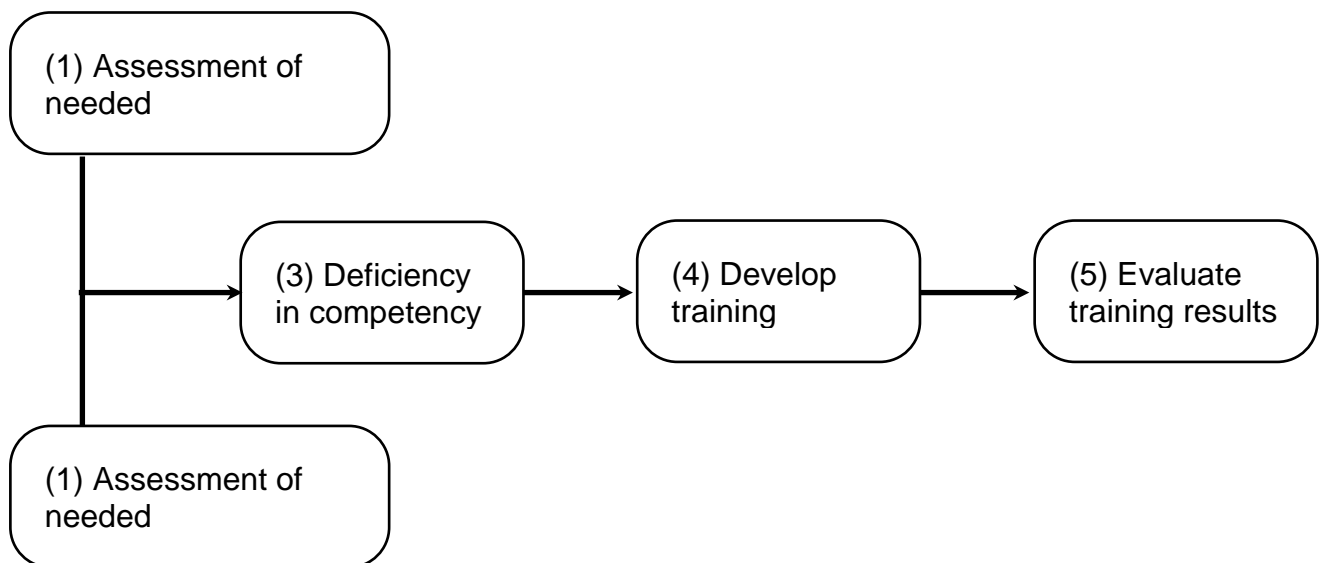 (1) Assessment of
needed
(3) Deficiency
in competency
(4) Develop
training
(5) Evaluate
training results
(1) Assessment of
needed